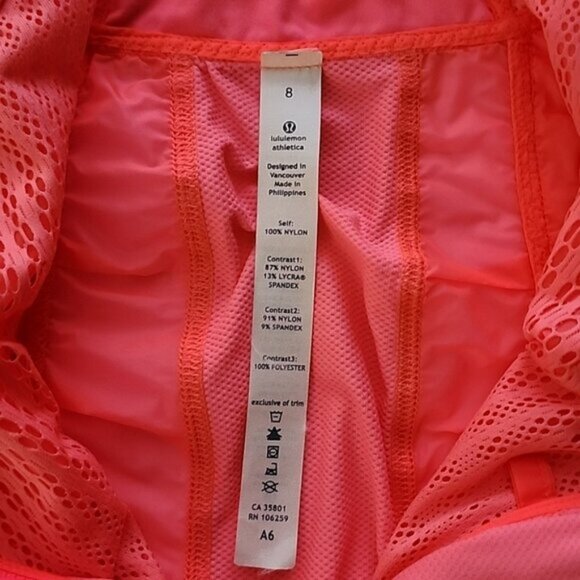 8
lululemon
athletica
Designed in
Vancouver
Made in
Philippines
Self:
100% NYLON
Contrast1:
87% NYLON
13% LYCRA®
SPANDEX
Contrast2:
91% NYLON
9% SPANDEX
Contrast3:
100% POLYESTER
exclusive of trim
CA 35801
RN 106259
A6